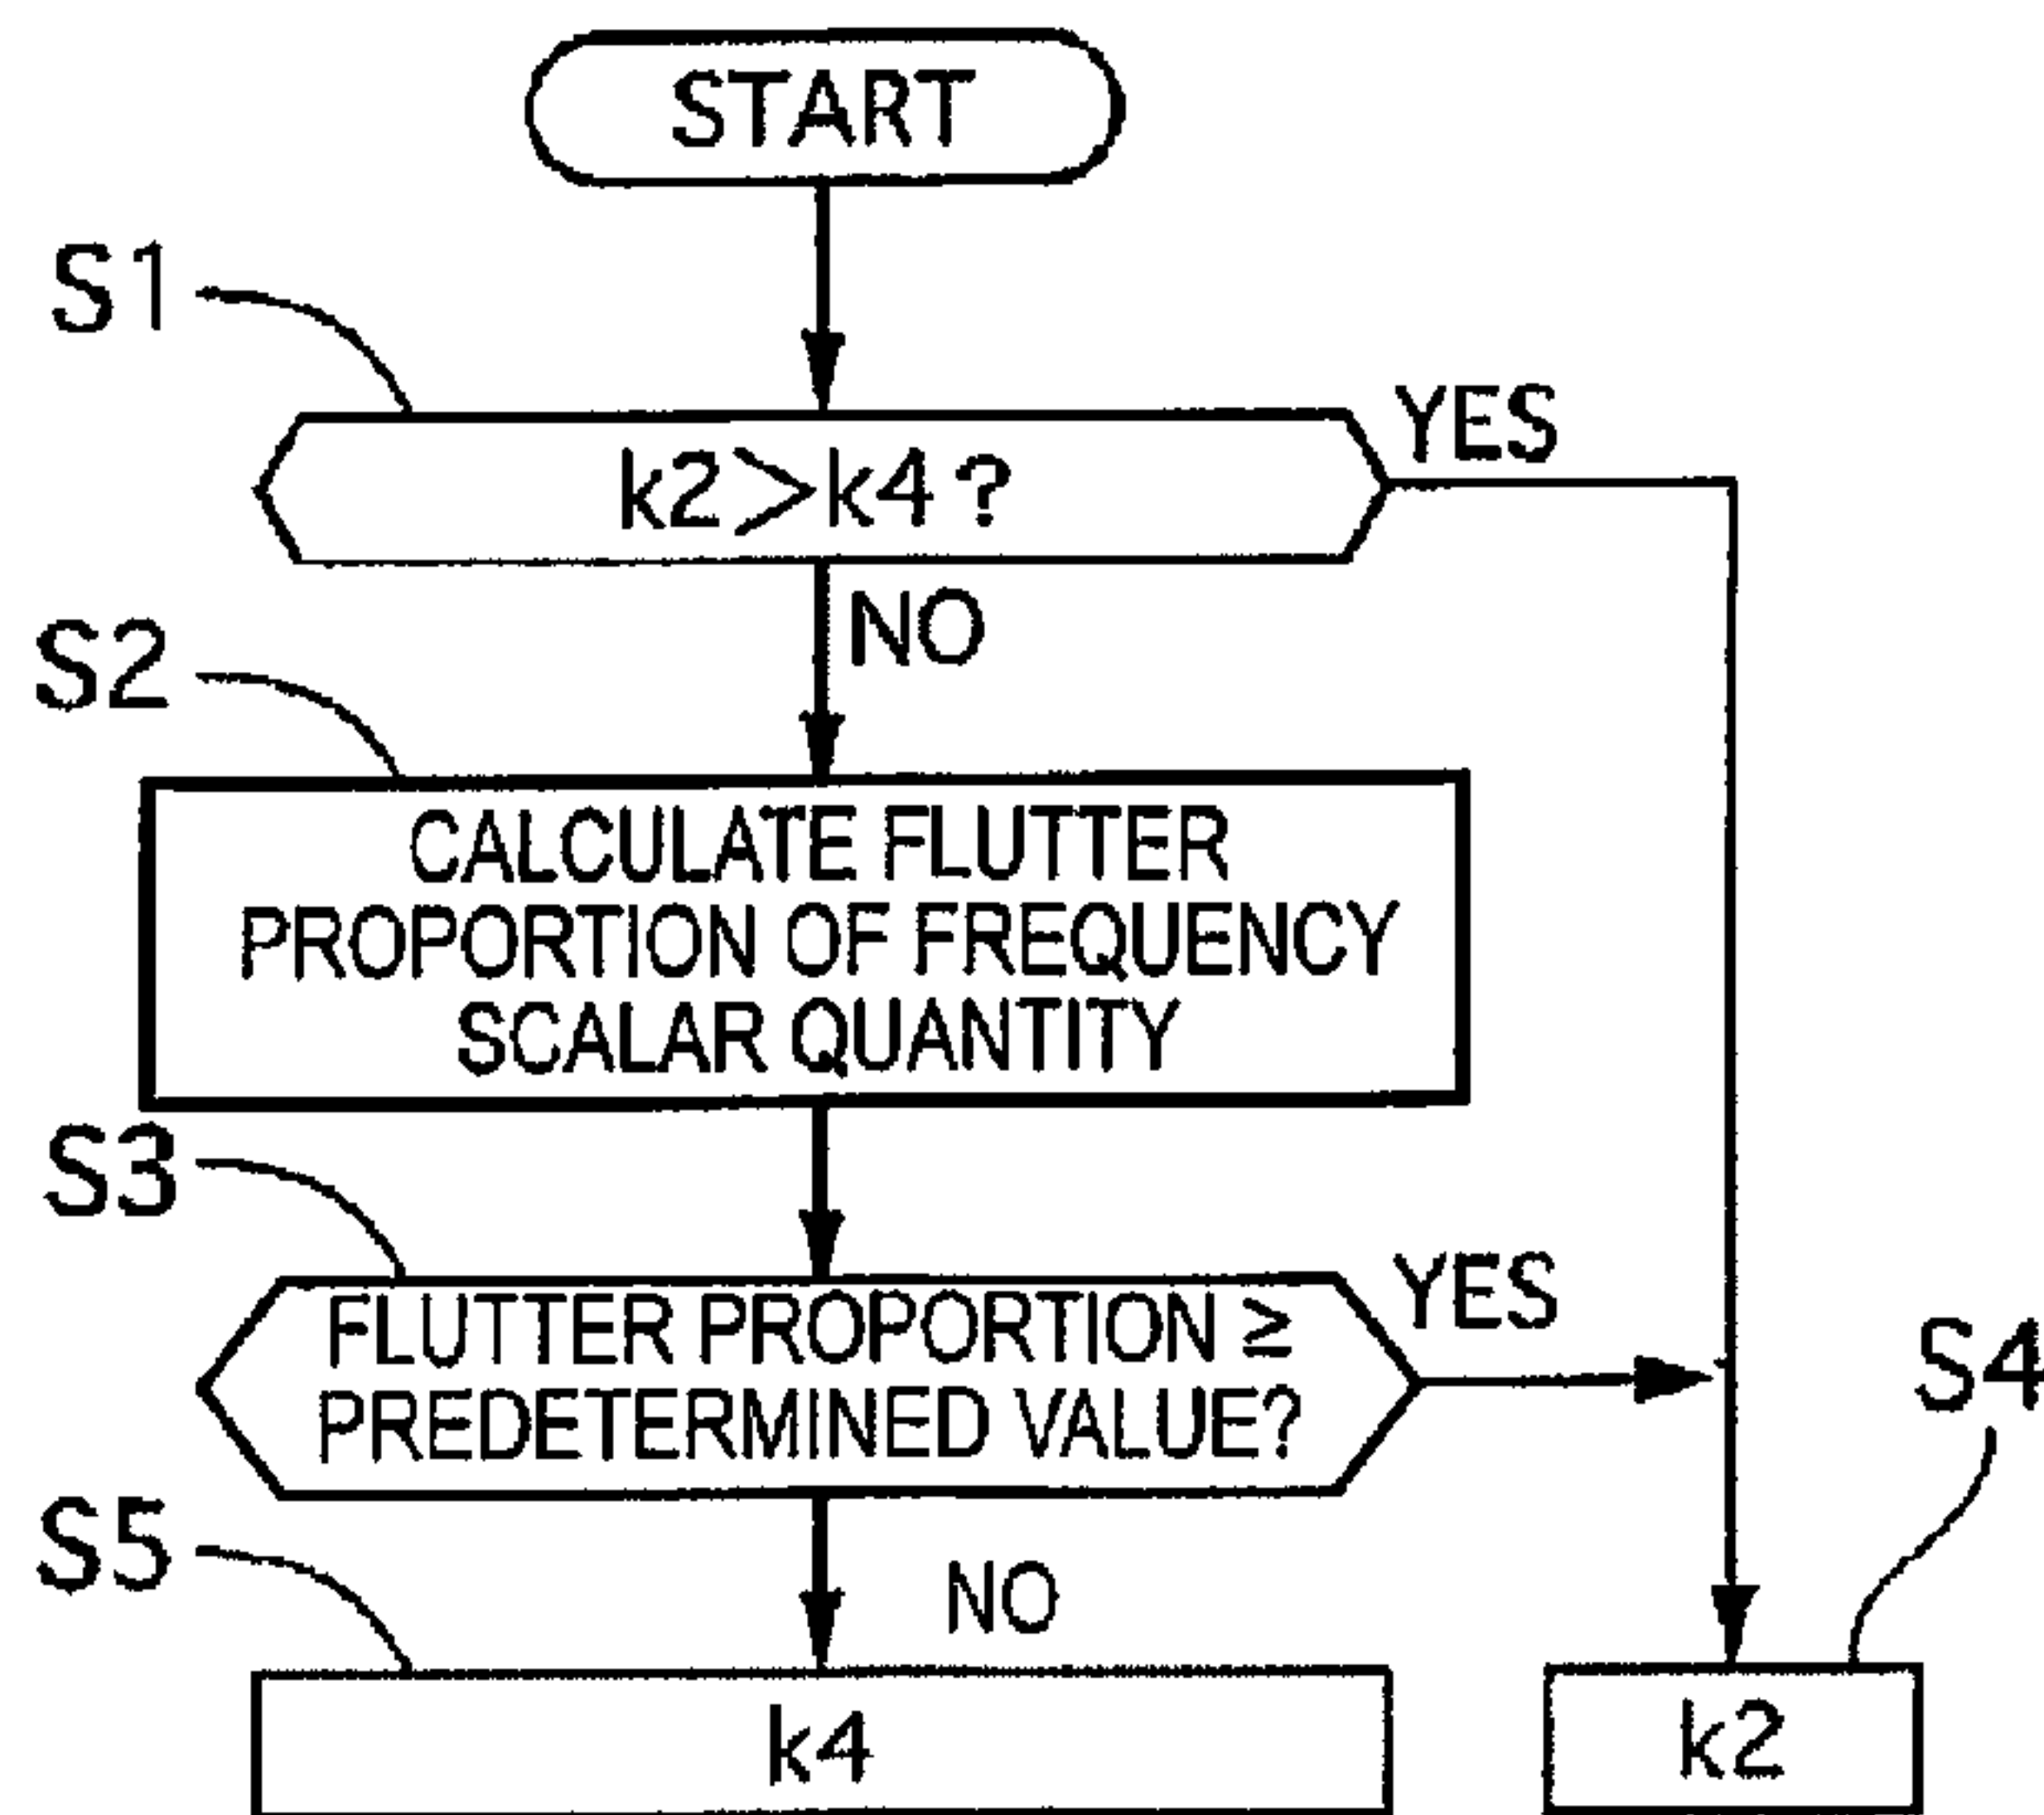 START
S1
k2>k4?
YES
NO
S2
CALCULATE FLUTTER
PROPORTION OF FREQUENCY
SCALAR QUANTITY
S3
FLUTTER PROPORTION ≥
PREDETERMINED VALUE?
YES
S4
S5
NO
k4
k2